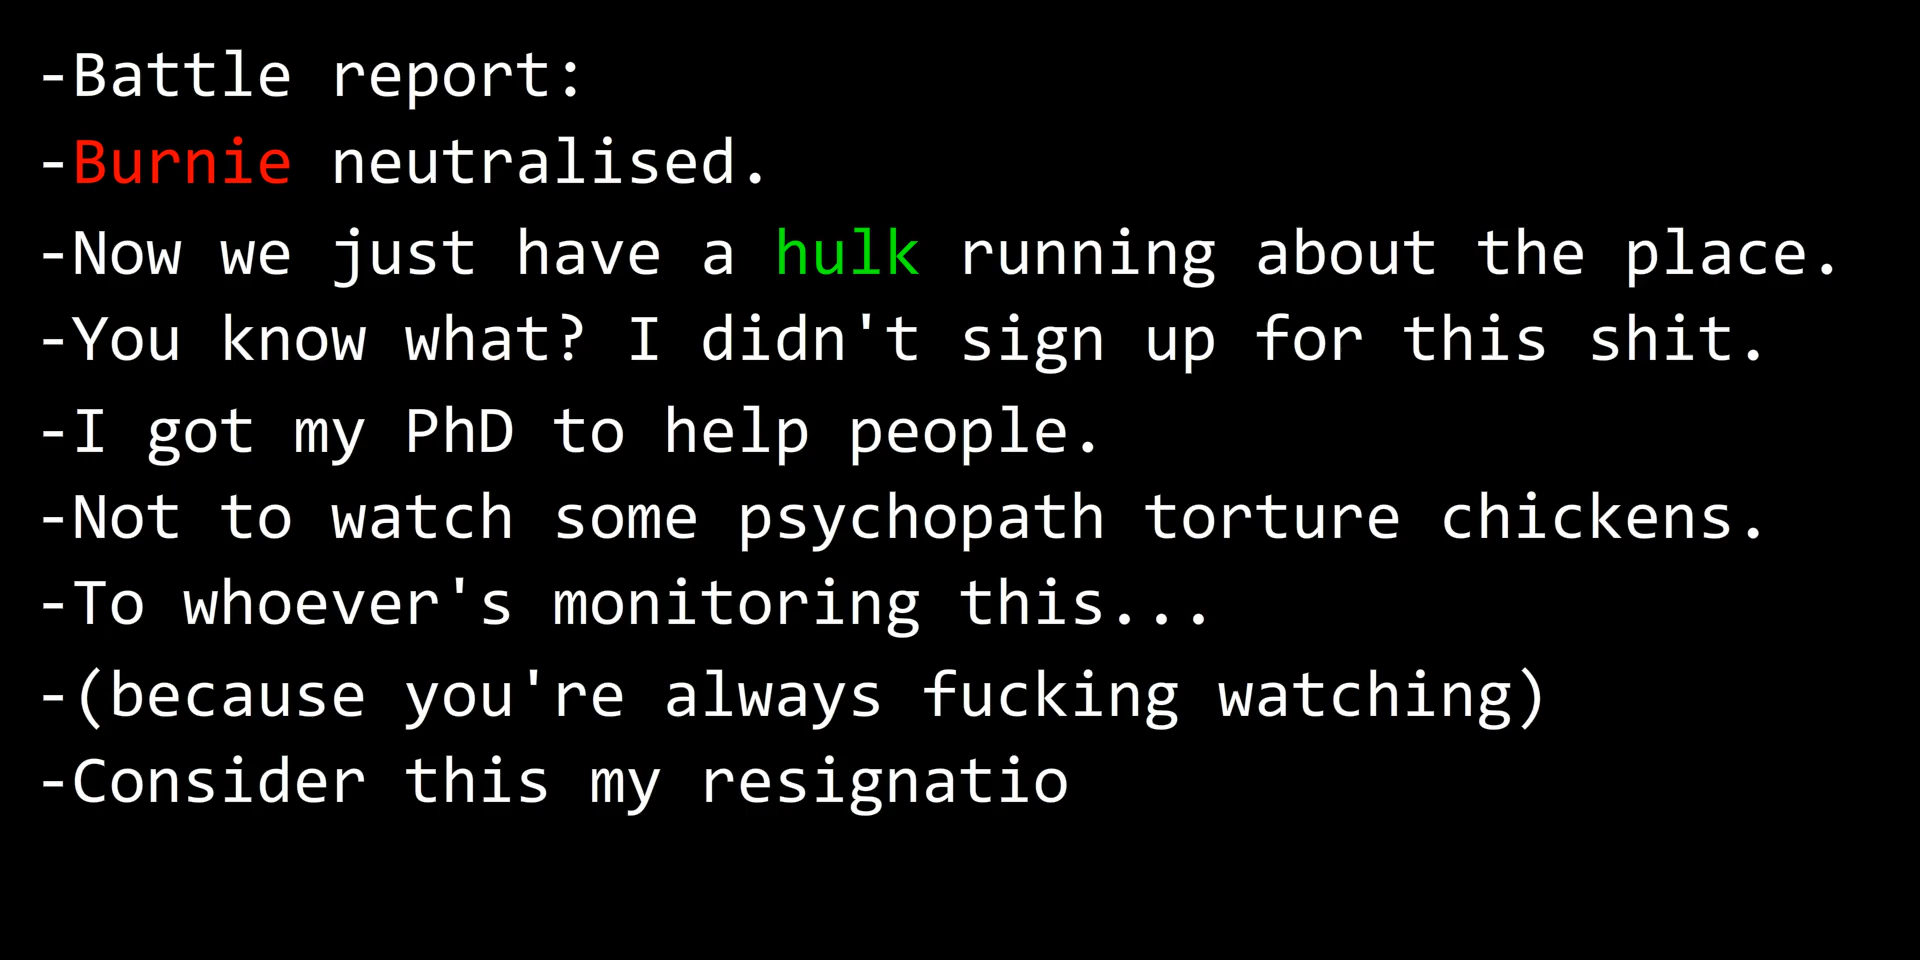 -Battle report:
-Burnie neutralised.
-Now we just have a hulk running about the place.
-You know what? I didn't sign up for this shit.
-I got my PhD to help people.
-Not to watch some psychopath torture chickens.
-To whoever's monitoring this...
-(because you're always fucking watching)
-Consider this my resignatio